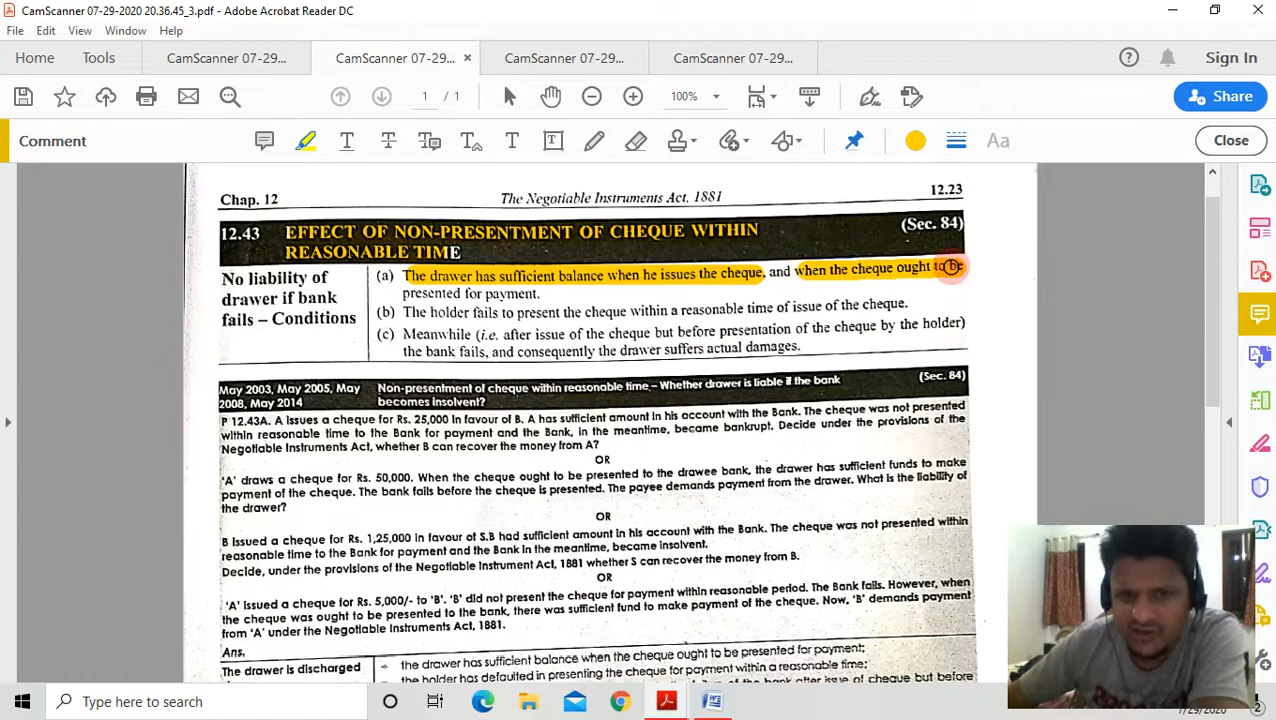 CamScanner 07-29-2020 20.36.45_3.pdf - Adobe Acrobat Reader DC
File Edit View Window Help
Home Tools CamScanner 07-29... CamScanner 07-29... × CamScanner 07-29... CamScanner 07-29... Sign In
1 / 1 100% Share
Comment Aa Close
Chap. 12 The Negotiable Instruments Act, 1881 12.23
12.43 EFFECT OF NON-PRESENTMENT OF CHEQUE WITHIN (Sec. 84)
REASONABLE TIME
No liability of drawer if bank fails – Conditions
(a) The drawer has sufficient balance when he issues the cheque, and when the cheque ought to be
presented for payment.
(b) The holder fails to present the cheque within a reasonable time of issue of the cheque.
(c) Meanwhile (i.e. after issue of the cheque but before presentation of the cheque by the holder)
the bank fails, and consequently the drawer suffers actual damages.
May 2003, May 2005, May 2008, May 2014
Non-presentment of cheque within reasonable time – Whether drawer is liable if the bank (Sec. 84)
becomes insolvent?
P 12.43A. A issues a cheque for Rs. 25,000 in favour of B. A has sufficient amount in his account with the Bank. The cheque was not presented
within reasonable time to the Bank for payment and the Bank, in the meantime, became bankrupt. Decide under the provisions of the
Negotiable Instruments Act, whether B can recover the money from A?
OR
'A' draws a cheque for Rs. 50,000. When the cheque ought to be presented to the drawee bank, the drawer has sufficient funds to make
payment of the cheque. The bank fails before the cheque is presented. The payee demands payment from the drawer. What is the liability of
the drawer?
OR
B issued a cheque for Rs. 1,25,000 in favour of S.B had sufficient amount in his account with the Bank. The cheque was not presented within
reasonable time to the Bank for payment and the Bank in the meantime, became insolvent.
Decide, under the provisions of the Negotiable Instrument Act, 1881 whether S can recover the money from B.
OR
'A' issued a cheque for Rs. 5,000/- to 'B'. 'B' did not present the cheque for payment within reasonable period. The Bank fails. However, when
the cheque was ought to be presented to the bank, there was sufficient fund to make payment of the cheque. Now, 'B' demands payment
from 'A' under the Negotiable Instruments Act, 1881.
Ans.
The drawer is discharged
the drawer has sufficient balance when the cheque ought to be presented for payment;
the holder has defaulted in presenting the cheque for payment within a reasonable time;
of the bank after issue of cheque but before
Type here to search
7/29/2020 2